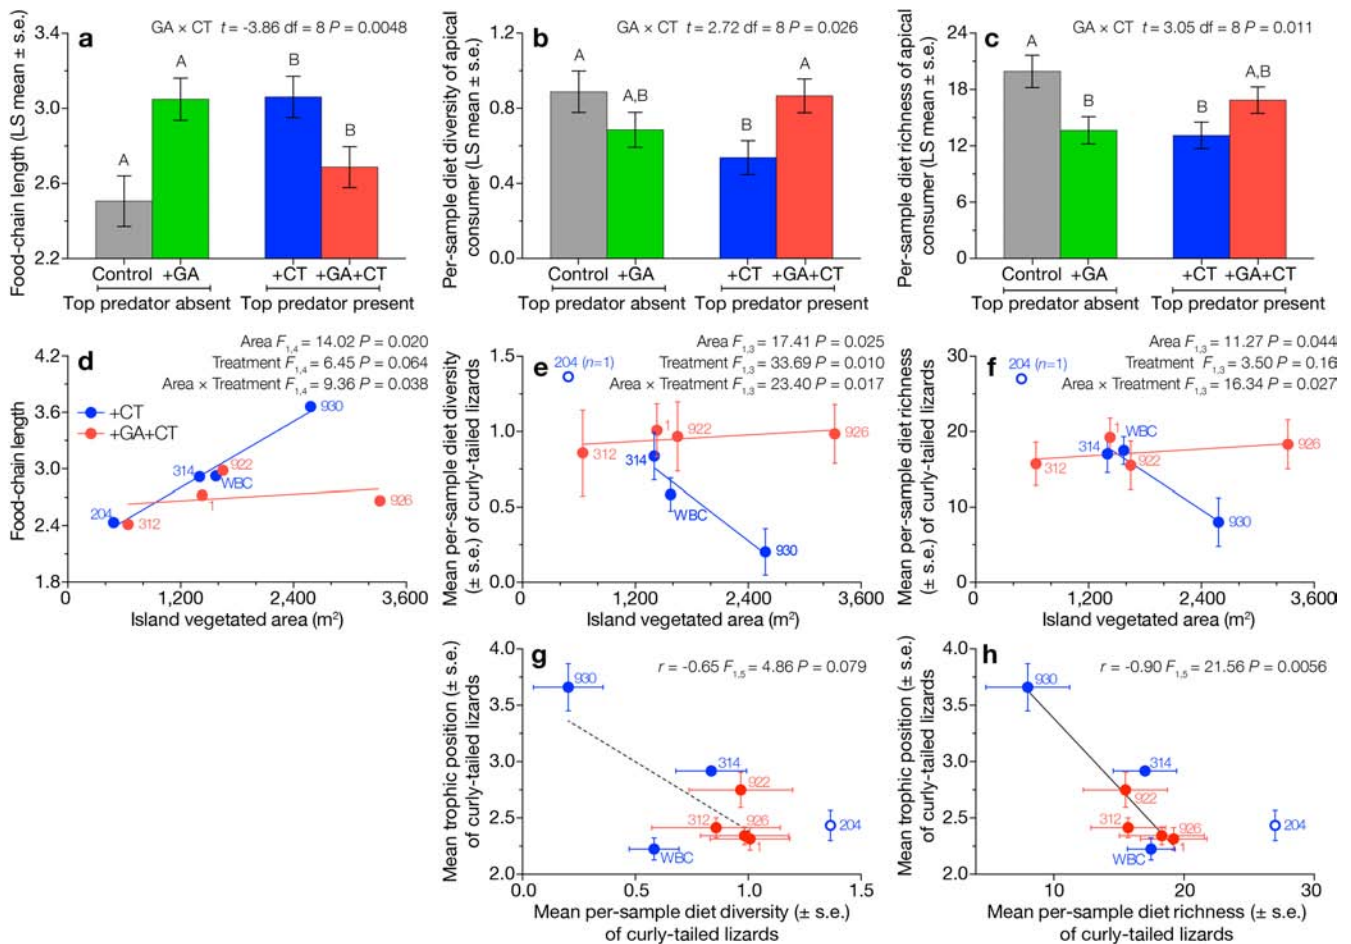 a
GA × CT t = -3.86 df = 8 P = 0.0048
Food-chain length (LS mean ± s.e.)
3.4
3.0
2.6
2.2
A
A
B
B
Control
+GA
+CT
+GA+CT
Top predator absent
Top predator present
b
GA × CT t = 2.72 df = 8 P = 0.026
Per-sample diet diversity of apical
consumer (LS mean ± s.e.)
1.2
0.9
0.6
0.4
0.0
A
A,B
B
A
Control
+GA
+CT
+GA+CT
Top predator absent
Top predator present
c
GA × CT t = 3.05 df = 8 P = 0.011
Per-sample diet richness of apical
consumer (LS mean ± s.e.)
24
18
12
6
0
A
B
B
A,B
Control
+GA
+CT
+GA+CT
Top predator absent
Top predator present
d
Area F1,4 = 14.02 P = 0.020
Treatment F1,4 = 6.45 P = 0.064
Area × Treatment F1,4 = 9.36 P = 0.038
Food-chain length
4.2
3.6
3.0
2.4
1.8
+CT
+GA+CT
930
314
922
WBC
204
312
1
926
0
1,200
2,400
3,600
Island vegetated area (m²)
e
Area F1,3 = 17.41 P = 0.025
Treatment F1,3 = 33.69 P = 0.010
Area × Treatment F1,3 = 23.40 P = 0.017
Mean per-sample diet diversity
(± s.e.) of curly-tailed lizards
1.5
1.0
0.5
0.0
204 (n=1)
312
1
922
926
314
WBC
930
0
1,200
2,400
3,600
Island vegetated area (m²)
f
Area F1,3 = 11.27 P = 0.044
Treatment F1,3 = 3.50 P = 0.16
Area × Treatment F1,3 = 16.34 P = 0.027
Mean per-sample diet richness
(± s.e.) of curly-tailed lizards
30
20
10
0
204 (n=1)
312
314
1
WBC
922
926
930
0
1,200
2,400
3,600
Island vegetated area (m²)
g
r = -0.65 F1,5 = 4.86 P = 0.079
Mean trophic position (± s.e.)
of curly-tailed lizards
4.0
3.5
3.0
2.5
2.0
930
314
922
312
926
1
WBC
204
0.0
0.5
1.0
1.5
Mean per-sample diet diversity (± s.e.)
of curly-tailed lizards
h
r = -0.90 F1,5 = 21.56 P = 0.0056
Mean trophic position (± s.e.)
of curly-tailed lizards
4.0
3.5
3.0
2.5
2.0
930
314
922
312
926
1
WBC
204
10
20
30
Mean per-sample diet richness (± s.e.)
of curly-tailed lizards